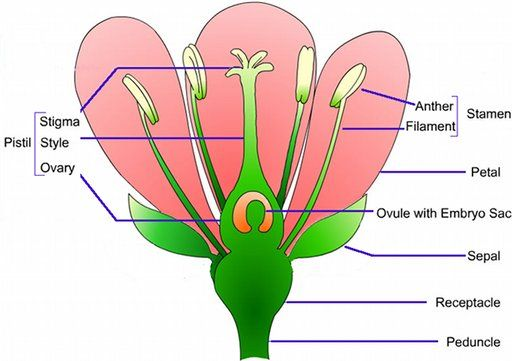 Stigma
Pistil Style
Ovary
Anther
Stamen
Filament
Petal
Ovule with Embryo Sac
Sepal
Receptacle
Peduncle